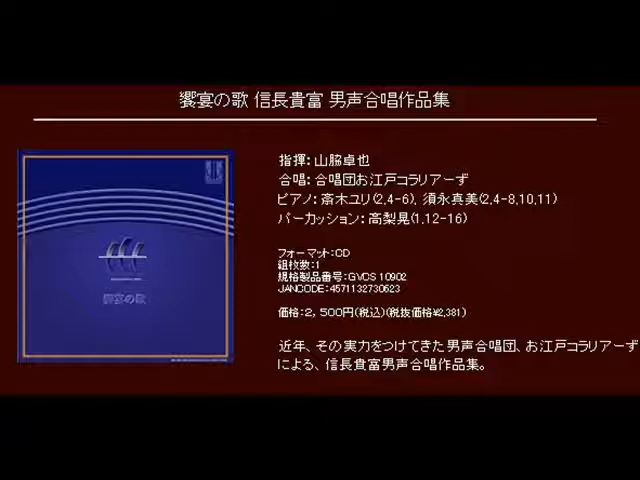 饗宴の歌 信長貴富 男声合唱作品集
饗宴の歌
指揮：山脇卓也
合唱：合唱団お江戸コラリアーず
ピアノ：斎木ユリ(2,4-6)、須永真美(2,4-8,10,11)
パーカッション：高梨晃(1,12-16)
フォーマット：CD
組枚数：1
規格製品番号：GVCS 10902
JANCODE：4571132730623
価格：2，500円(税込)(税抜価格¥2,381)
近年、その実力をつけてきた男声合唱団、お江戸コラリアーず
による、信長貴富男声合唱作品集。